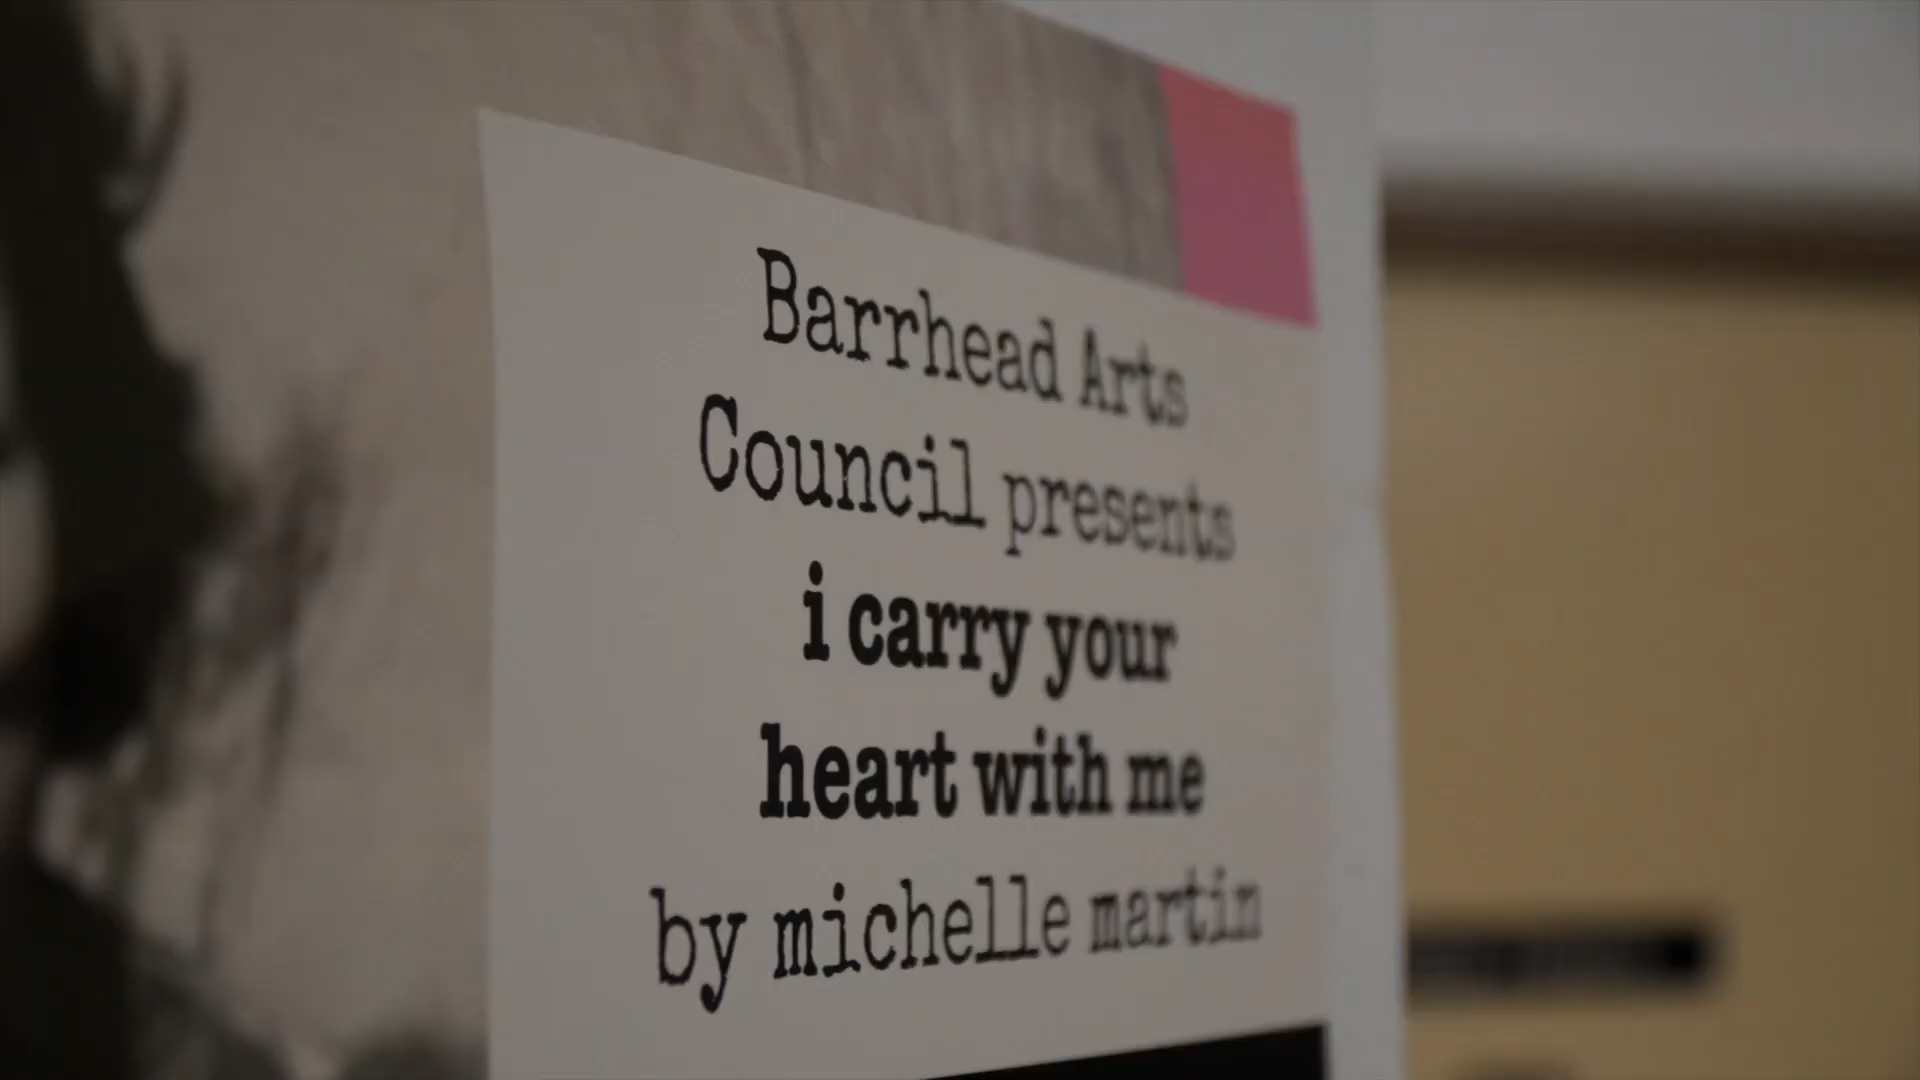 Barrhead Arts
Council presents
i carry your
heart with me
by michelle martin